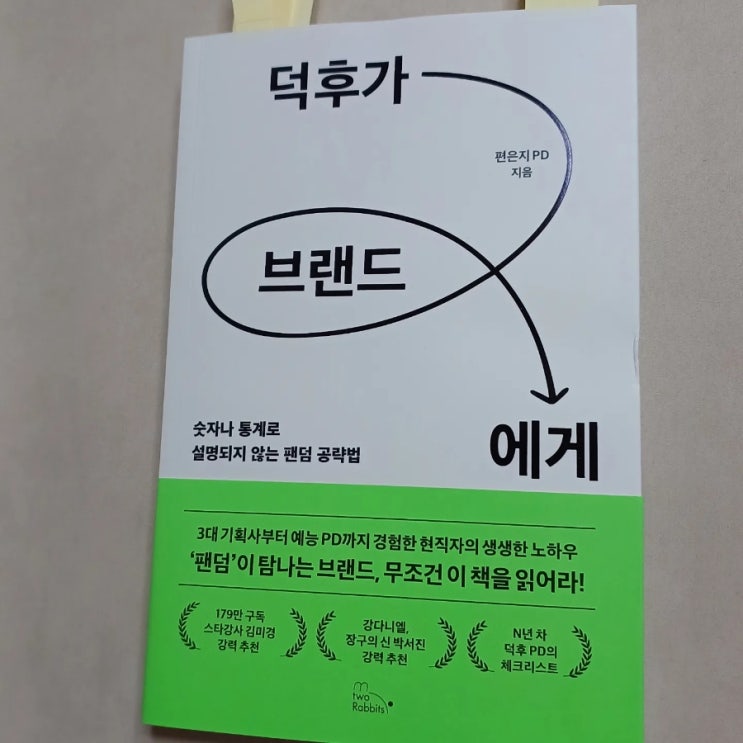 덕후가
편은지 PD
지음
브랜드
에게
숫자나 통계로
설명되지 않는 팬덤 공략법
3대 기획사부터 예능 PD까지 경험한 현직자의 생생한 노하우
‘팬덤’이 탐나는 브랜드, 무조건 이 책을 읽어라!
179만 구독
스타강사 김미경
강력 추천
강다니엘,
장구의 신 박서진
강력 추천
N년 차
덕후 PD의
체크리스트
two
Rabbits